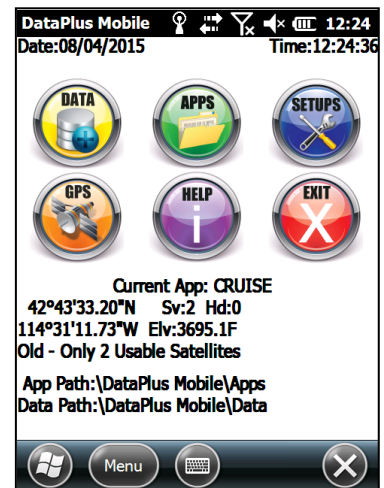 DataPlus Mobile 12:24
Date:08/04/2015 Time:12:24:36
DATA APPS SETUPS
GPS HELP EXIT
Current App: CRUISE
42°43'33.20"N Sv:2 Hd:0
114°31'11.73"W Elv:3695.1F
Old - Only 2 Usable Satellites
App Path:\DataPlus Mobile\Apps
Data Path:\DataPlus Mobile\Data
Menu